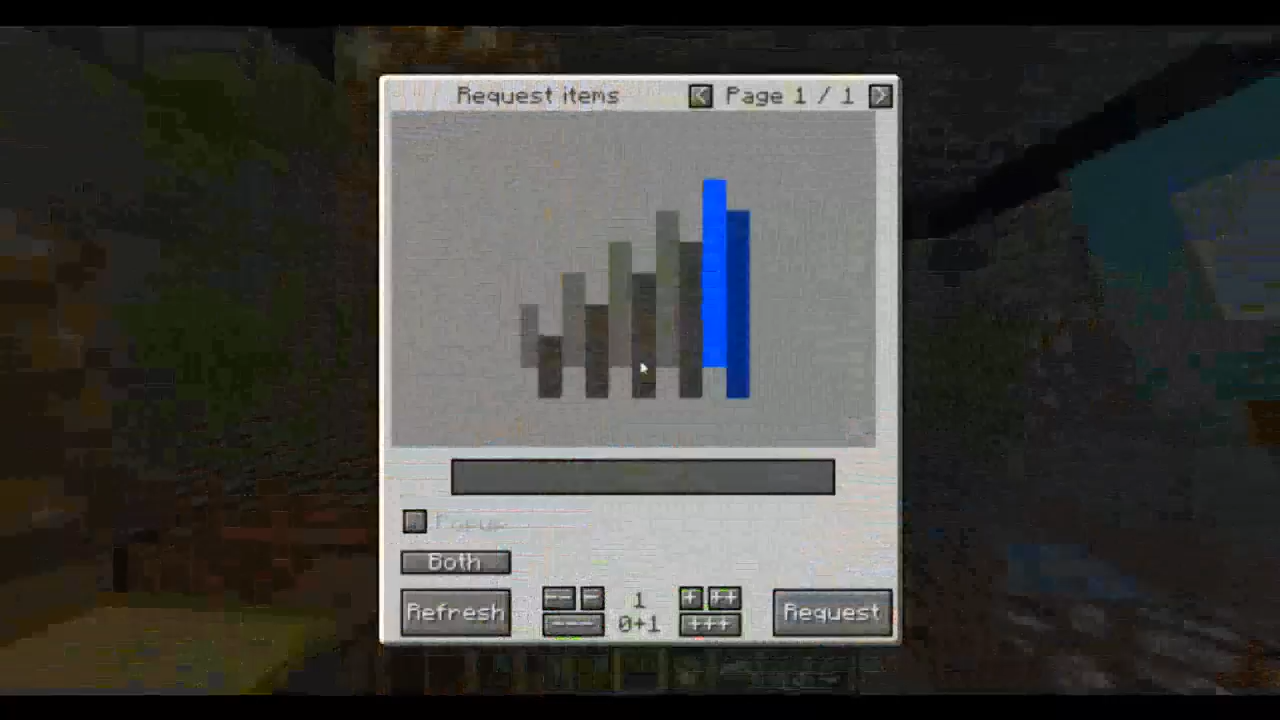 Request items < Page 1 / 1 >
Both
Refresh -- - 1 + ++ Request
--- 0+1 +++